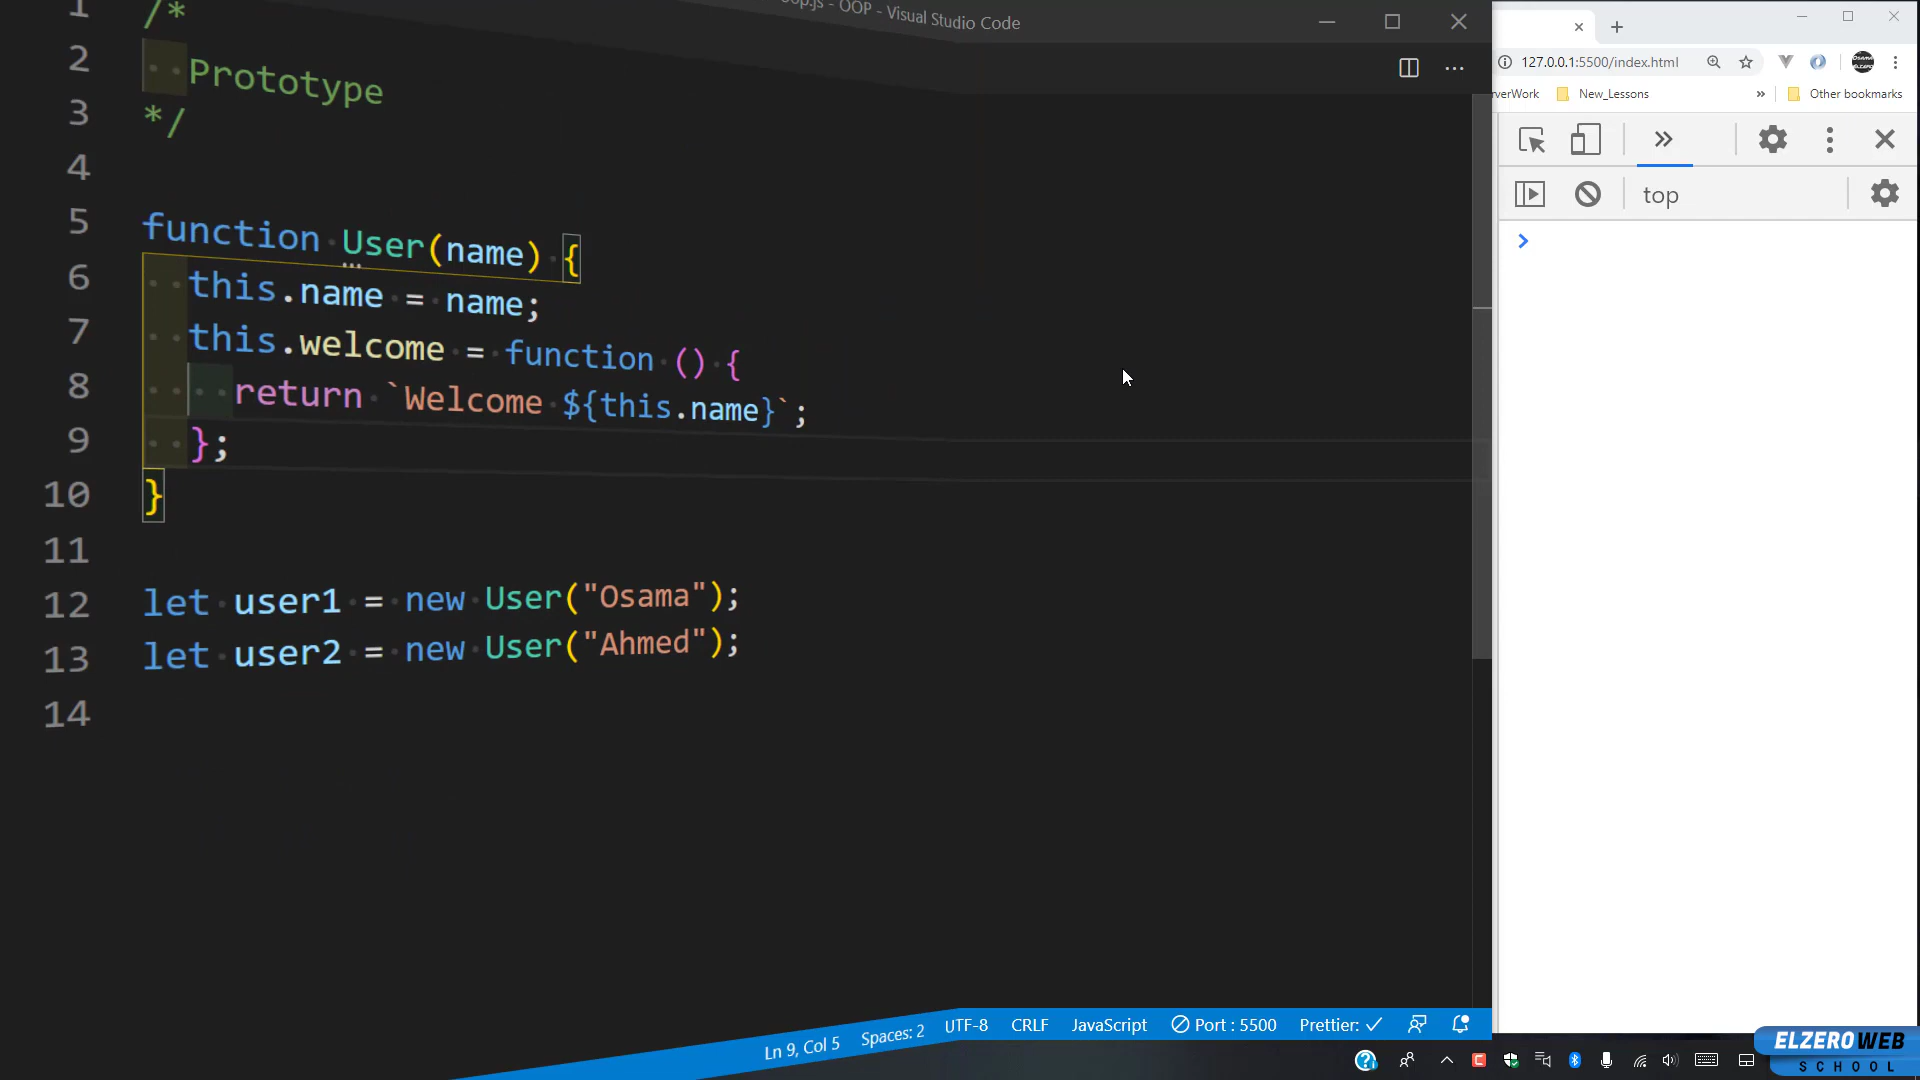 oop.js - OOP - Visual Studio Code
1 /*
2 Prototype
3 */
4
5 function User(name) {
6 this.name = name;
7 this.welcome = function () {
8 return `Welcome ${this.name}`;
9 };
10 }
11
12 let user1 = new User("Osama");
13 let user2 = new User("Ahmed");
14
Ln 9, Col 5 Spaces: 2 UTF-8 CRLF JavaScript Port : 5500 Prettier: ✓
127.0.0.1:5500/index.html
rverWork New_Lessons » Other bookmarks
top
ELZERO WEB
SCHOOL